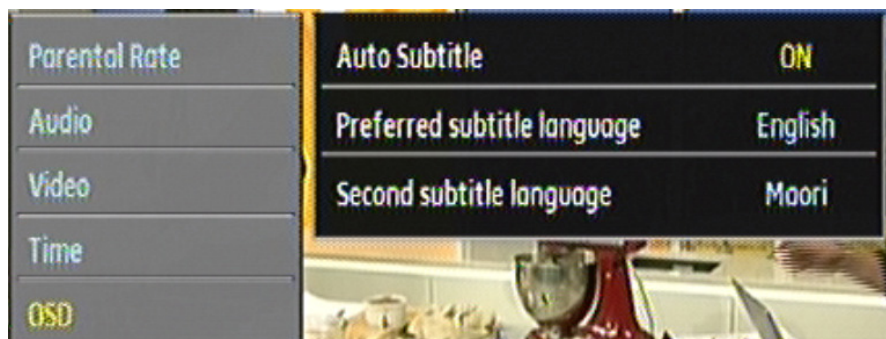 Parental Rate
Audio
Video
Time
OSD
Auto Subtitle ON
Preferred subtitle language English
Second subtitle language Maori